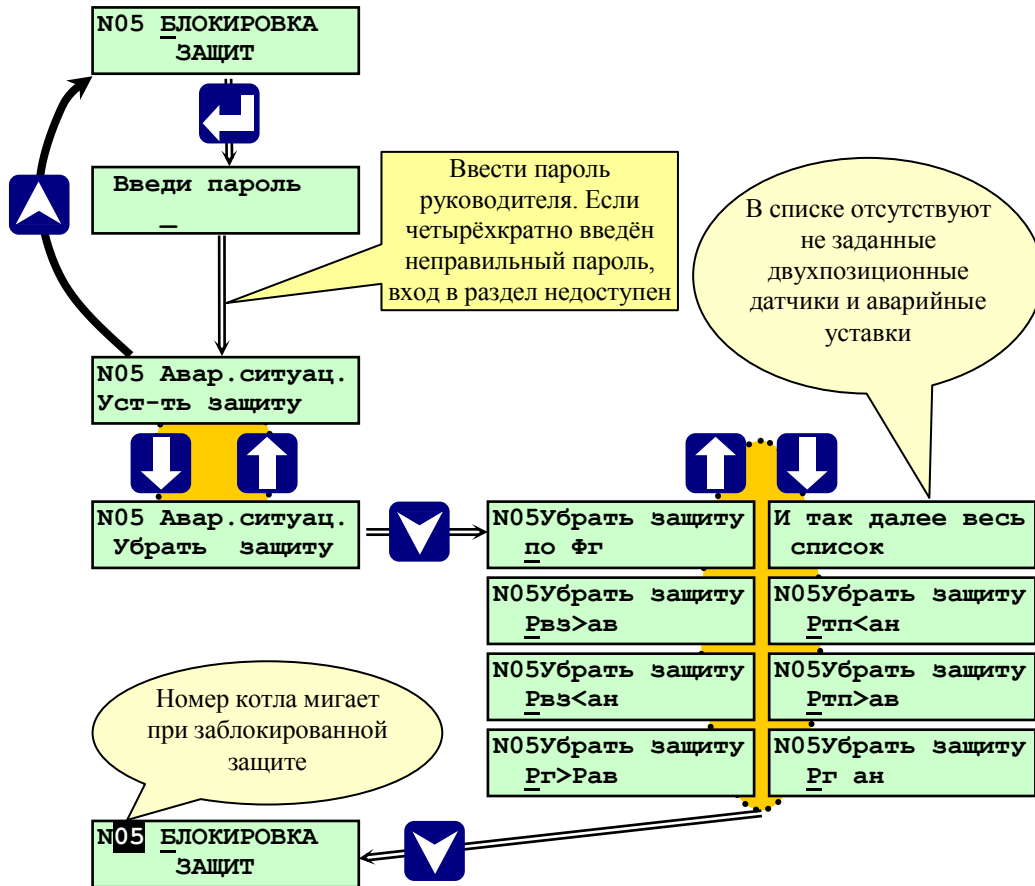 N05 БЛОКИРОВКА
ЗАЩИТ
Введи пароль
_
Ввести пароль
руководителя. Если
четырёхкратно введён
неправильный пароль,
вход в раздел недоступен
В списке отсутствуют
не заданные
двухпозиционные
датчики и аварийные
уставки
N05 Авар.ситуац.
Уст-ть защиту
N05 Авар.ситуац.
Убрать защиту
N05Убрать защиту
по Фг
N05Убрать защиту
Рвз>ав
N05Убрать защиту
Рвз<ан
N05Убрать защиту
Рг>Рав
И так далее весь
список
N05Убрать защиту
Ртп<ан
N05Убрать защиту
Ртп>ав
N05Убрать защиту
Рг ан
Номер котла мигает
при заблокированной
защите
N05 БЛОКИРОВКА
ЗАЩИТ